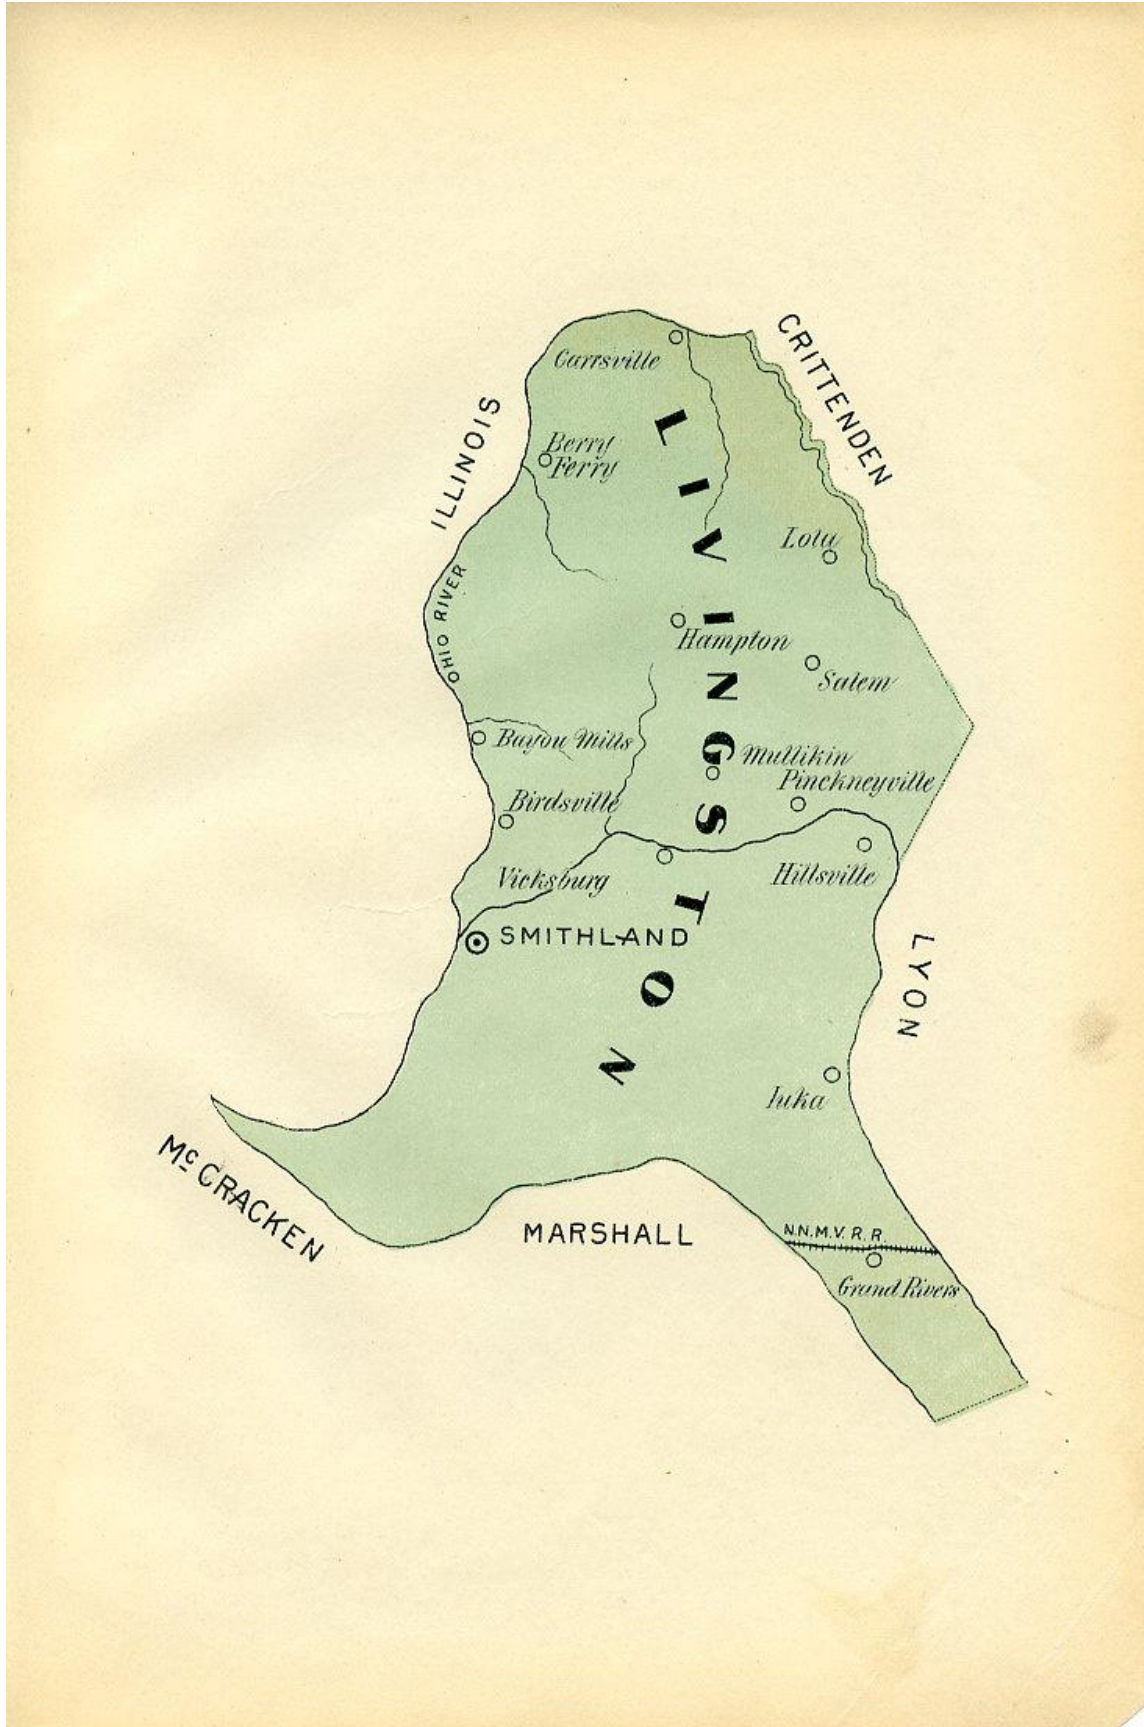 CRITTENDEN
Carrsville
ILLINOIS
LIVINGSTON
Berry
Ferry
Lola
OHIO RIVER
Hampton
Salem
Bayou Mills
Mullikin
Pinckneyville
Birdsville
Vicksburg
Hillsville
SMITHLAND
LYON
Iuka
McCRACKEN
MARSHALL
N.N.M.V.R.R.
Grand Rivers